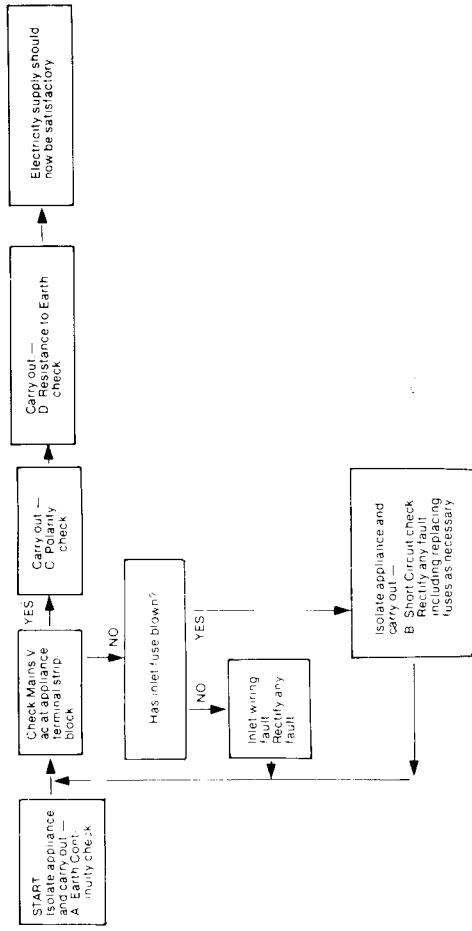 START
Isolate appliance
and carry out —
A Earth Cont-
inuity check
Check Mains V
ac at appliance
terminal strip
block
YES
Carry out —
C Polarity
check
Carry out —
D Resistance to Earth
check
Electricity supply should
now be satisfactory
NO
Has inlet fuse blown?
NO
YES
Inlet wiring
fault
Rectify any
fault
Isolate appliance and
carry out —
B Short Circuit check
Rectify any fault
including replacing
fuses as necessary